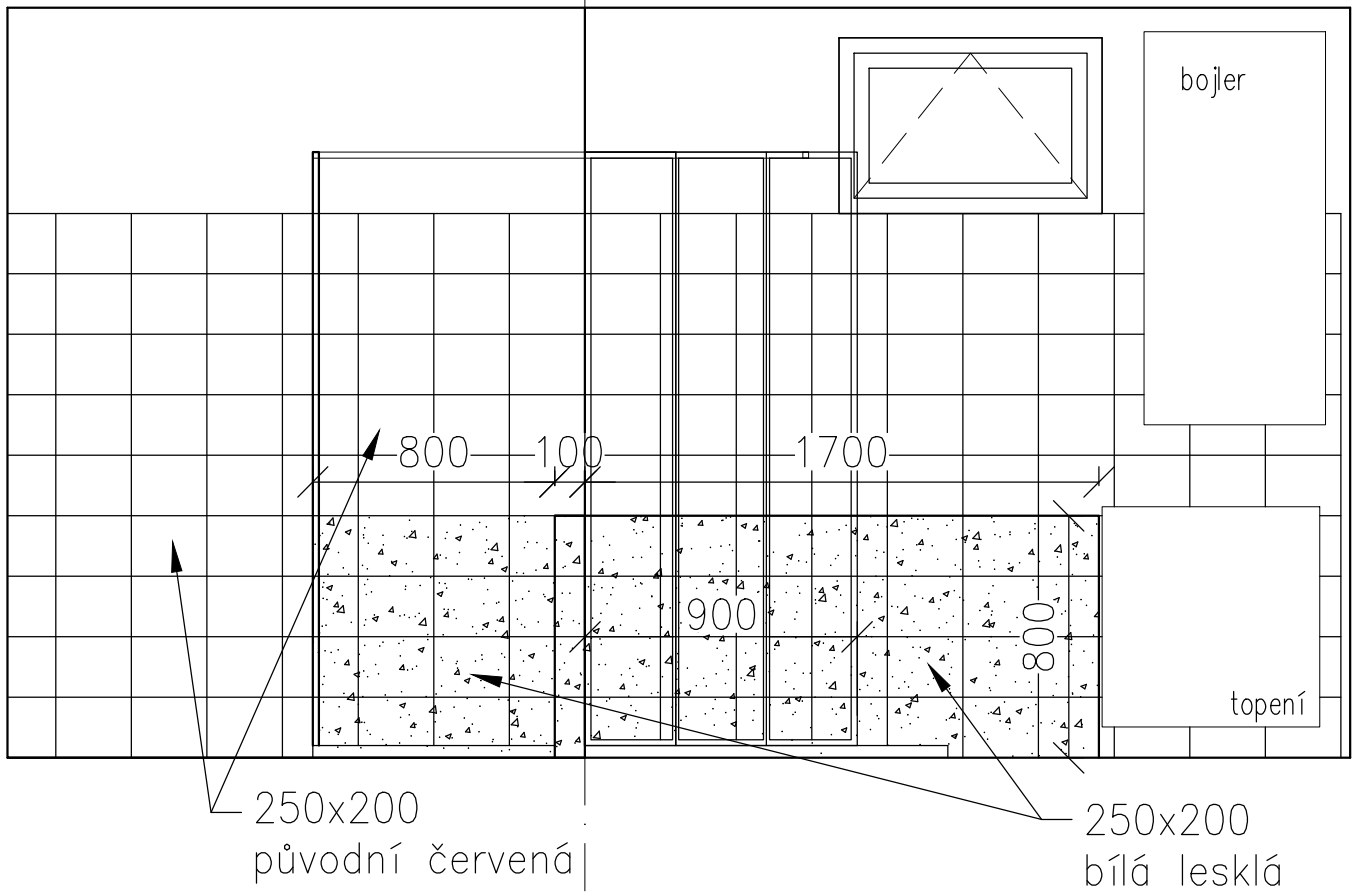 bojler
800
100
1700
900
800
topení
250x200
původní červená
250x200
bílá lesklá